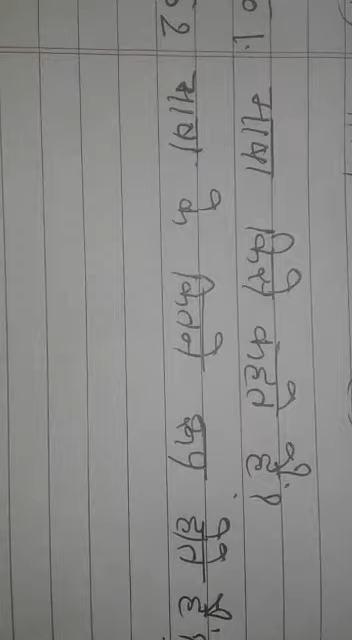 1. भाषा किसे कहते हैं?
2 भाषा के कितने रूप होते हैं?